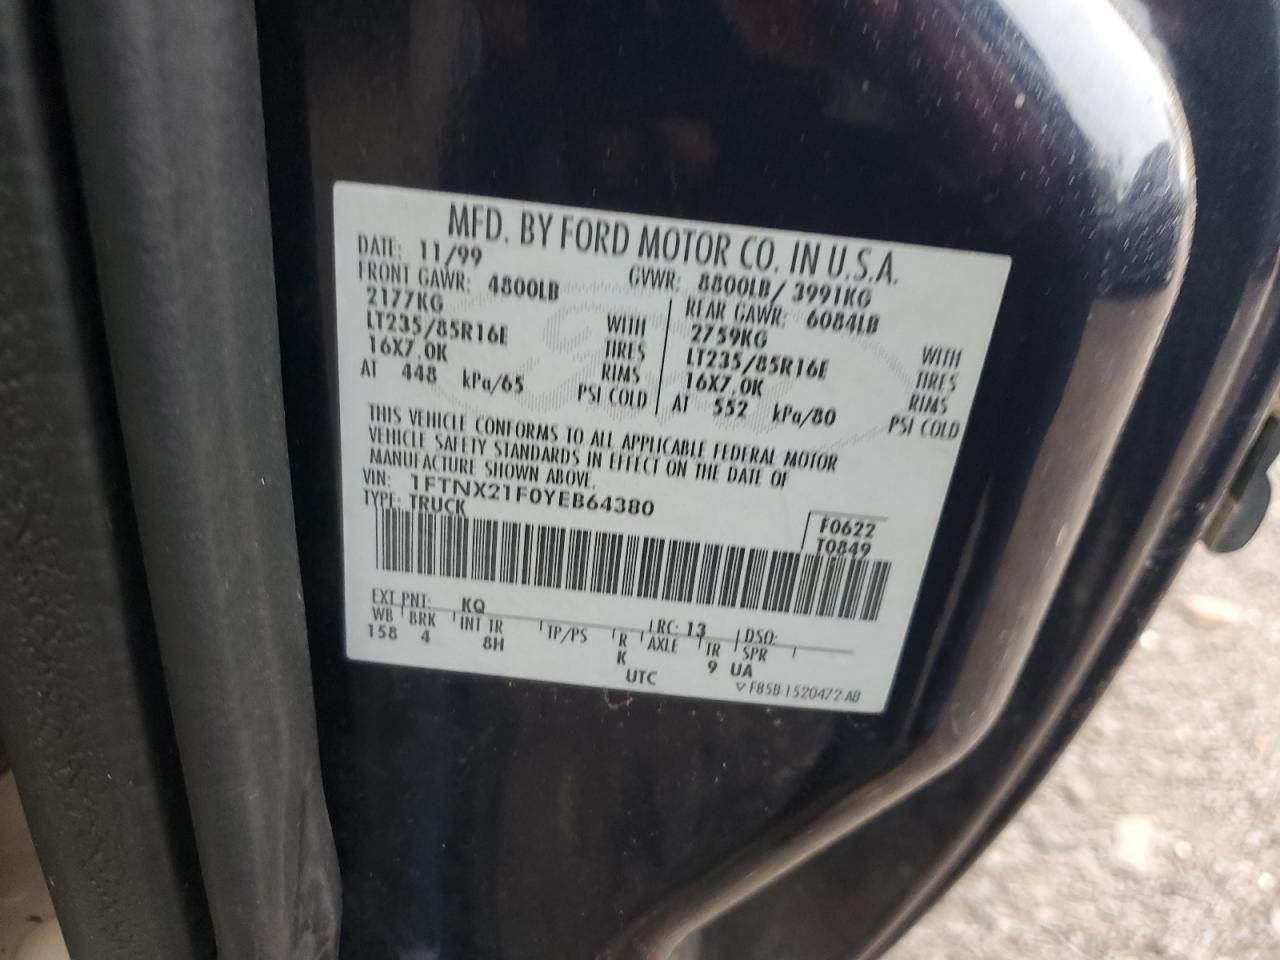 MFD. BY FORD MOTOR CO. IN U.S.A.
DATE: 11/99 GVWR: 8800LB/ 3991KG
FRONT GAWR: 4800LB REAR GAWR: 6084LB
2177KG WITH 2759KG WITH
LT235/85R16E TIRES LT235/85R16E TIRES
16X7.0K RIMS 16X7.0K RIMS
AT 448 kPa/65 PSI COLD AT 552 kPa/80 PSI COLD
THIS VEHICLE CONFORMS TO ALL APPLICABLE FEDERAL MOTOR
VEHICLE SAFETY STANDARDS IN EFFECT ON THE DATE OF
MANUFACTURE SHOWN ABOVE.
VIN: 1FTNX21F0YEB64380
TYPE: TRUCK F0622
T0849
EXT PNT: KQ RC: 13 DSO:
WB BRK INT TR TP/PS R AXLE TR SPR
158 4 8H K 9 UA
UTC ▽ F85B-1520472-AB